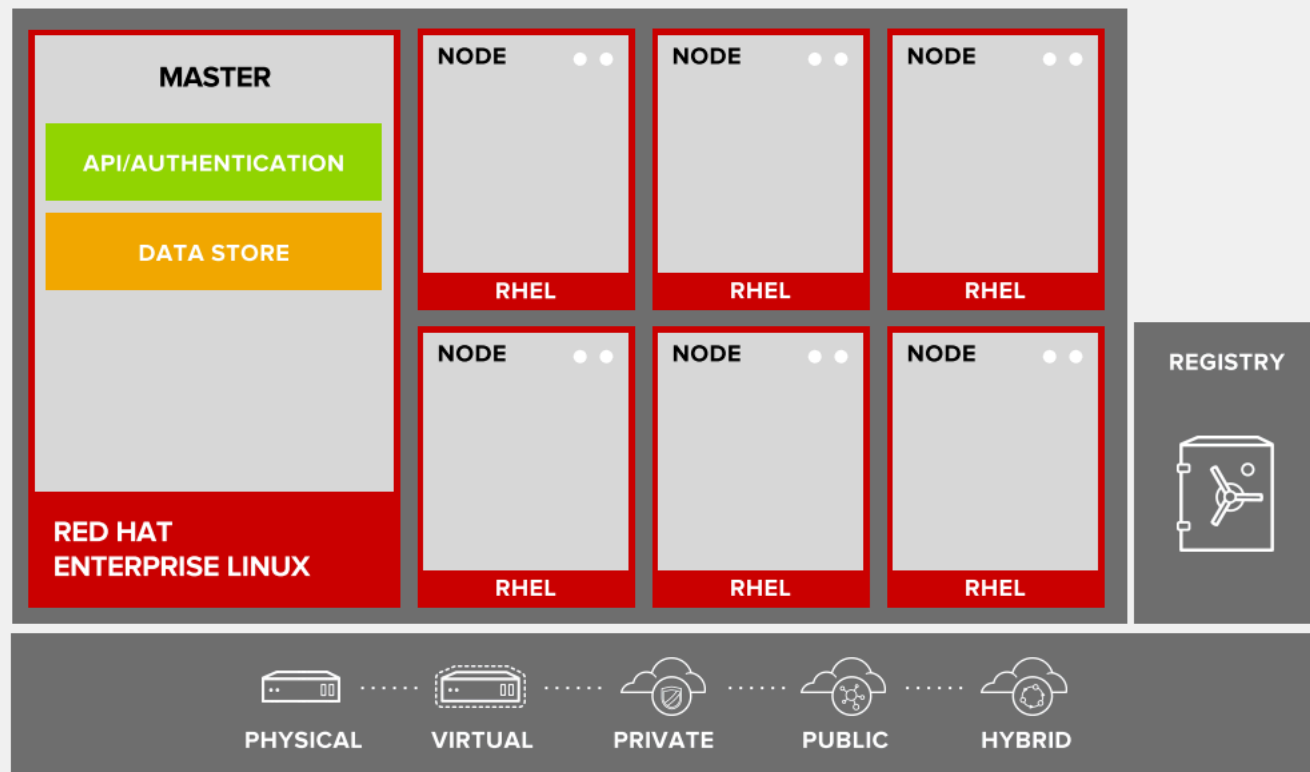 MASTER
API/AUTHENTICATION
DATA STORE
RED HAT
ENTERPRISE LINUX
NODE
RHEL
NODE
RHEL
NODE
RHEL
NODE
RHEL
NODE
RHEL
NODE
RHEL
REGISTRY
PHYSICAL
VIRTUAL
PRIVATE
PUBLIC
HYBRID